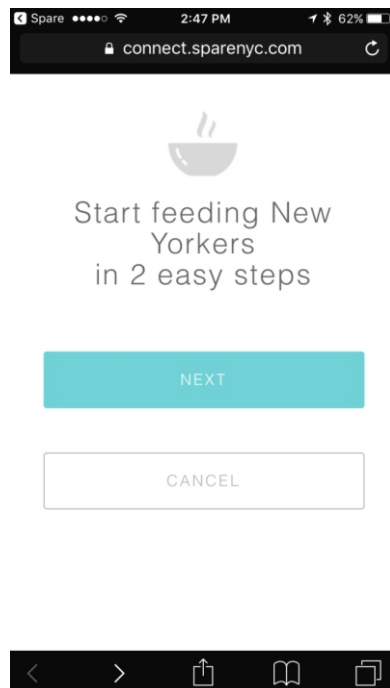 Spare 2:47 PM 62%
connect.sparenyc.com
Start feeding New
Yorkers
in 2 easy steps
NEXT
CANCEL